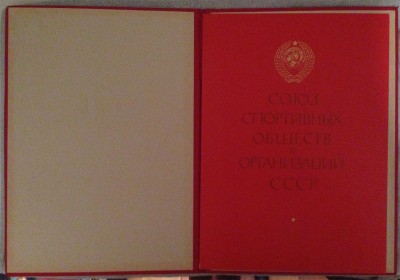 СОЮЗ
СПОРТИВНЫХ
ОБЩЕСТВ
И
ОРГАНИЗАЦИЙ
СССР